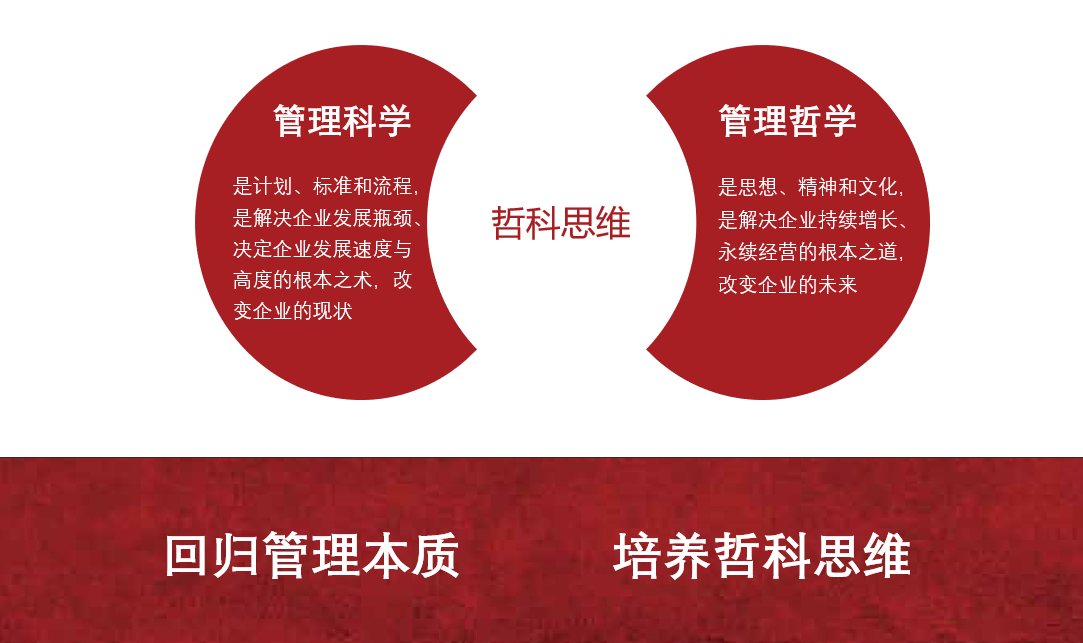 管理科学
是计划、标准和流程,
是解决企业发展瓶颈、
决定企业发展速度与
高度的根本之术, 改
变企业的现状
哲科思维
管理哲学
是思想、精神和文化,
是解决企业持续增长、
永续经营的根本之道,
改变企业的未来
回归管理本质 培养哲科思维